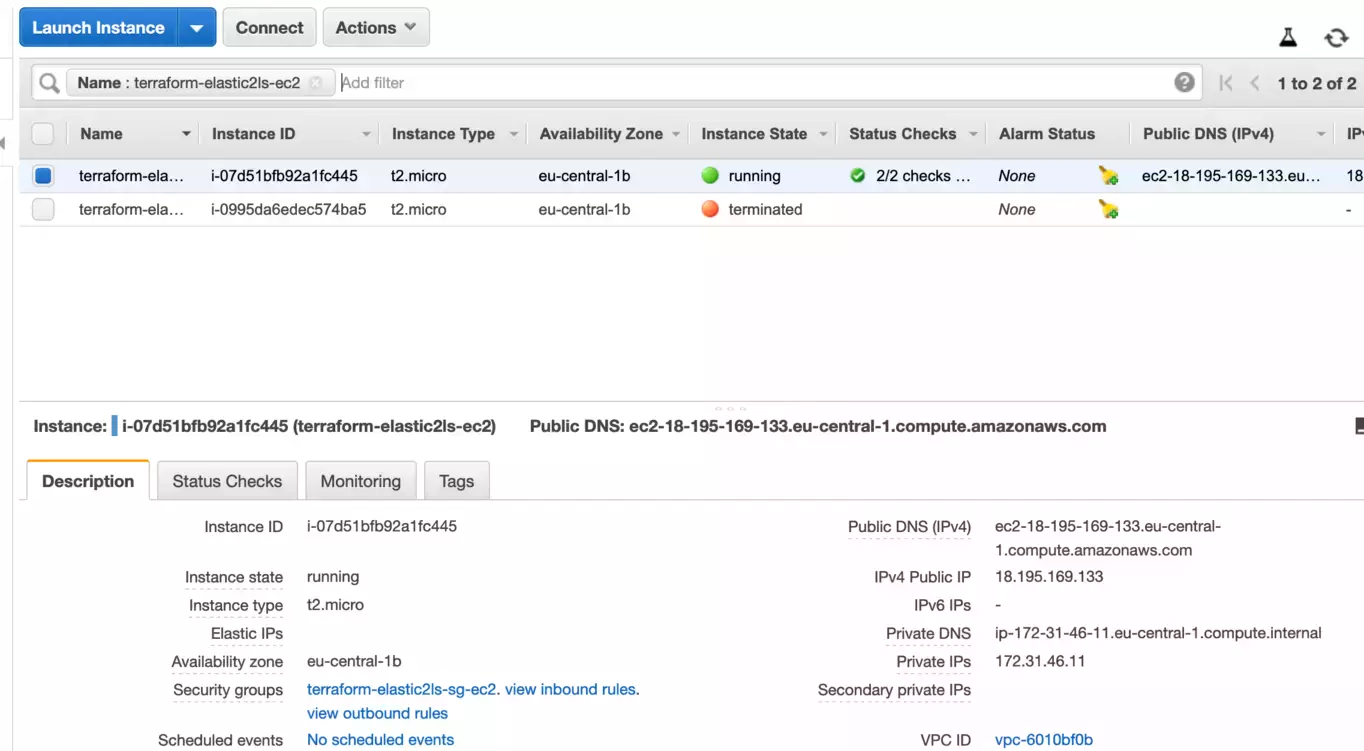 Launch Instance Connect Actions
Name : terraform-elastic2ls-ec2 Add filter 1 to 2 of 2
Name Instance ID Instance Type Availability Zone Instance State Status Checks Alarm Status Public DNS (IPv4) IPv
terraform-ela… i-07d51bfb92a1fc445 t2.micro eu-central-1b running 2/2 checks … None ec2-18-195-169-133.eu… 18
terraform-ela… i-0995da6edec574ba5 t2.micro eu-central-1b terminated None -
Instance: i-07d51bfb92a1fc445 (terraform-elastic2ls-ec2) Public DNS: ec2-18-195-169-133.eu-central-1.compute.amazonaws.com
Description Status Checks Monitoring Tags
Instance ID i-07d51bfb92a1fc445 Public DNS (IPv4) ec2-18-195-169-133.eu-central-
1.compute.amazonaws.com
Instance state running IPv4 Public IP 18.195.169.133
Instance type t2.micro IPv6 IPs -
Elastic IPs Private DNS ip-172-31-46-11.eu-central-1.compute.internal
Availability zone eu-central-1b Private IPs 172.31.46.11
Security groups terraform-elastic2ls-sg-ec2. view inbound rules. Secondary private IPs
view outbound rules
Scheduled events No scheduled events VPC ID vpc-6010bf0b